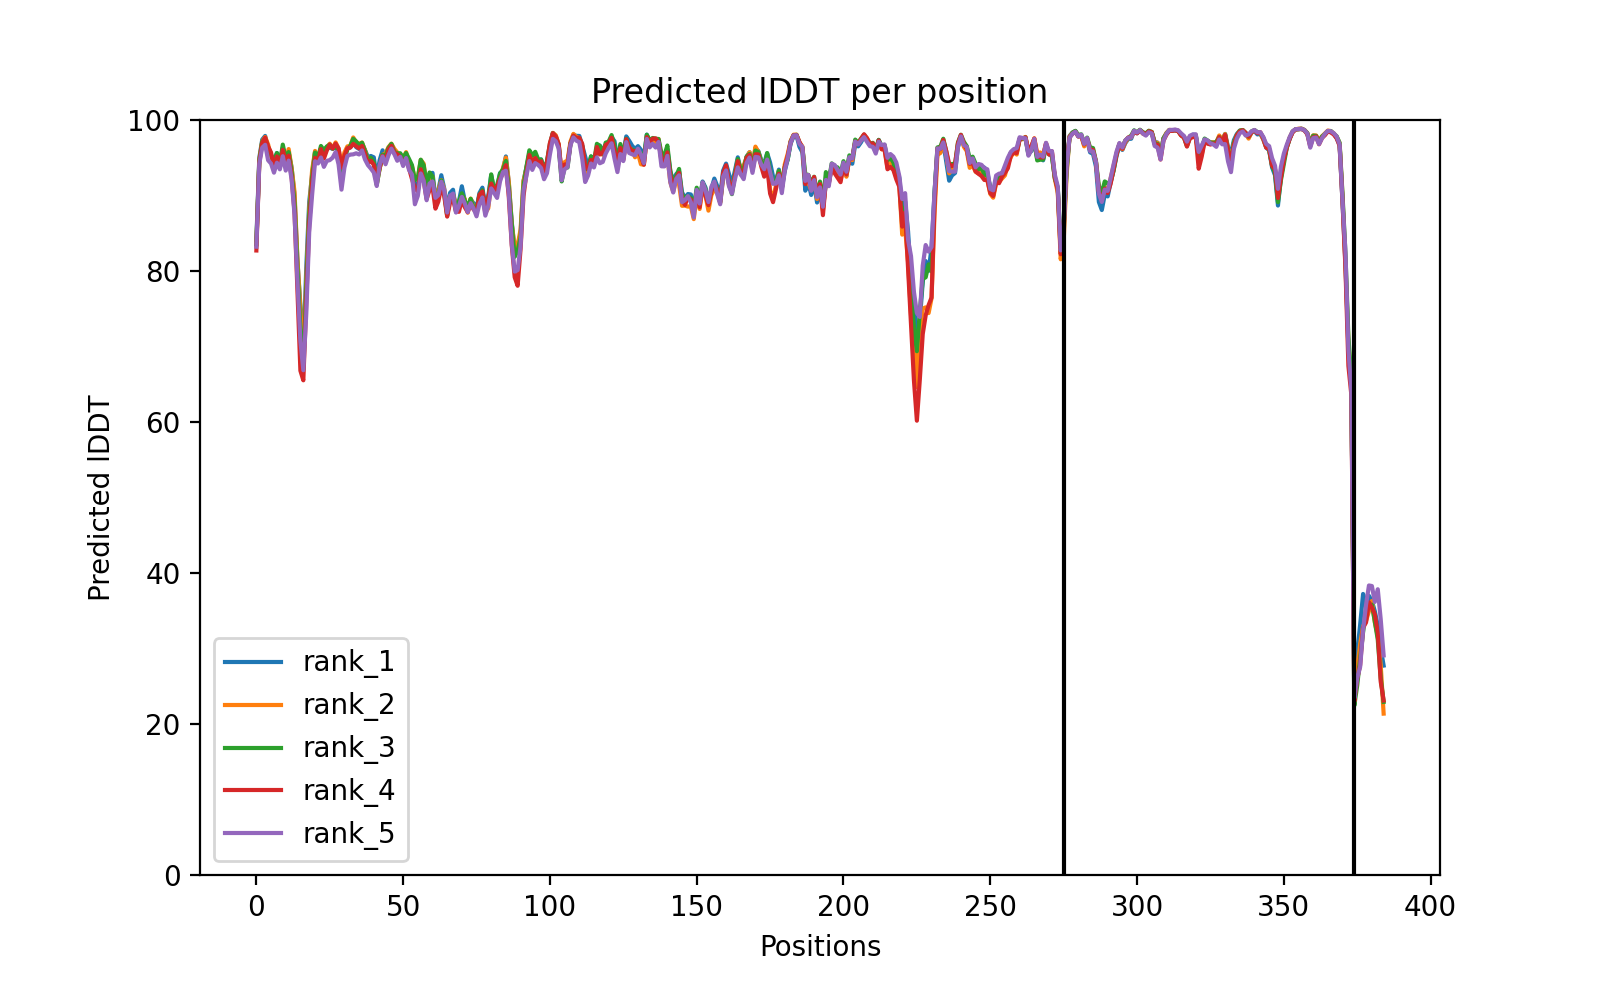 Predicted lDDT per position
Predicted lDDT
100
80
60
40
20
0
rank_1
rank_2
rank_3
rank_4
rank_5
0 50 100 150 200 250 300 350 400
Positions